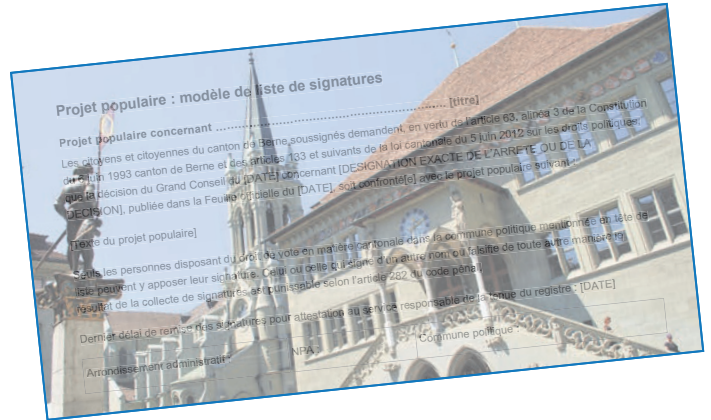 Projet populaire : modèle de liste de signatures
Projet populaire concernant ........................................................... [titre]
Les citoyens et citoyennes du canton de Berne soussignés demandent, en vertu de l'article 63, alinéa 3 de la Constitution
du 6 juin 1993 canton de Berne et des articles 133 et suivants de la loi cantonale du 5 juin 2012 sur les droits politiques,
que la décision du Grand Conseil du [DATE] concernant [DESIGNATION EXACTE DE L'ARRETE OU DE LA
DECISION], publiée dans la Feuille officielle du [DATE], soit confronté[e] avec le projet populaire suivant :
[Texte du projet populaire]
Seuls les personnes disposant du droit de vote en matière cantonale dans la commune politique mentionnée en tête de
liste peuvent y apposer leur signature. Celui ou celle qui signe d'un autre nom ou falsifie de toute autre manière le
résultat de la collecte de signatures est punissable selon l'article 282 du code pénal.
Dernier délai de remise des signatures pour attestation au service responsable de la tenue du registre : [DATE]
Arrondissement administratif : NPA : Commune politique :